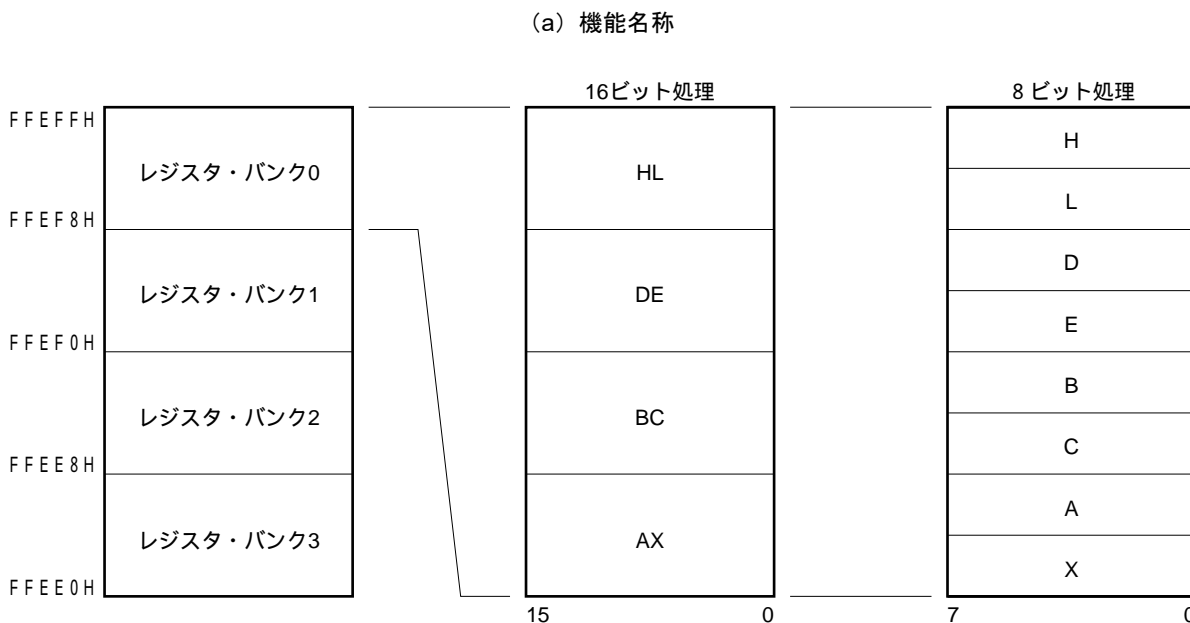 （a）機能名称
16ビット処理
8 ビット処理
FFEFFH
レジスタ・バンク0
HL
H
L
FFEF8H
レジスタ・バンク1
DE
D
E
FFEF0H
レジスタ・バンク2
BC
B
C
FFEE8H
レジスタ・バンク3
AX
A
X
FFEE0H
15 0
7 0